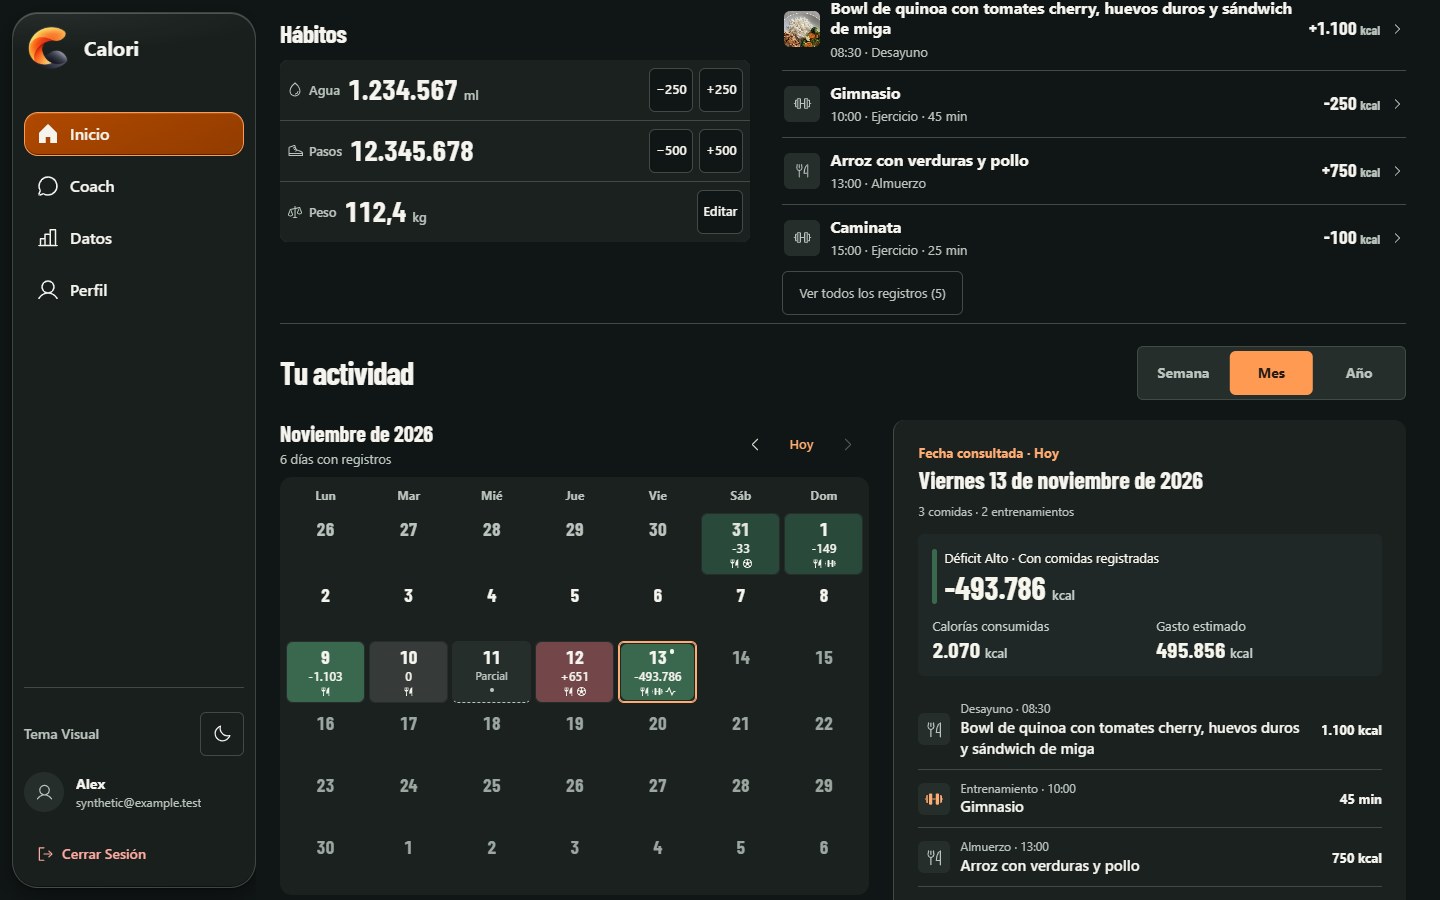 Calori
Inicio
Coach
Datos
Perfil
Tema Visual
Alex
synthetic@example.test
Cerrar Sesión
Hábitos
Agua 1.234.567 ml
−250 +250
Pasos 12.345.678
−500 +500
Peso 112,4 kg
Editar
Bowl de quinoa con tomates cherry, huevos duros y sándwich
de miga
+1.100 kcal
08:30 · Desayuno
Gimnasio
-250 kcal
10:00 · Ejercicio · 45 min
Arroz con verduras y pollo
+750 kcal
13:00 · Almuerzo
Caminata
-100 kcal
15:00 · Ejercicio · 25 min
Ver todos los registros (5)
Tu actividad
Semana Mes Año
Noviembre de 2026
6 días con registros
Hoy
Lun Mar Mié Jue Vie Sáb Dom
26 27 28 29 30 31 1
-33 -149
2 3 4 5 6 7 8
9 10 11 12 13 14 15
-1.103 0 Parcial +651 -493.786
16 17 18 19 20 21 22
23 24 25 26 27 28 29
30 1 2 3 4 5 6
Fecha consultada · Hoy
Viernes 13 de noviembre de 2026
3 comidas · 2 entrenamientos
Déficit Alto · Con comidas registradas
-493.786 kcal
Calorías consumidas Gasto estimado
2.070 kcal 495.856 kcal
Desayuno · 08:30
Bowl de quinoa con tomates cherry, huevos duros
y sándwich de miga
1.100 kcal
Entrenamiento · 10:00
Gimnasio
45 min
Almuerzo · 13:00
Arroz con verduras y pollo
750 kcal